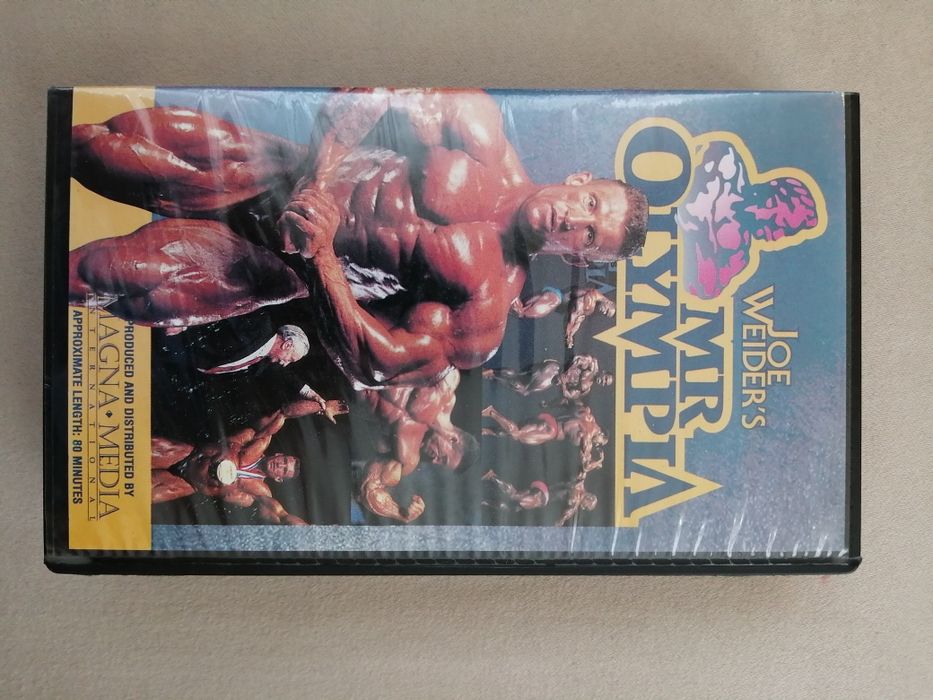 JOE
WEIDER'S
MR
OLYMPIA
PRODUCED AND DISTRIBUTED BY
MAGNA•MEDIA
INTERNATIONAL
APPROXIMATE LENGTH: 80 MINUTES